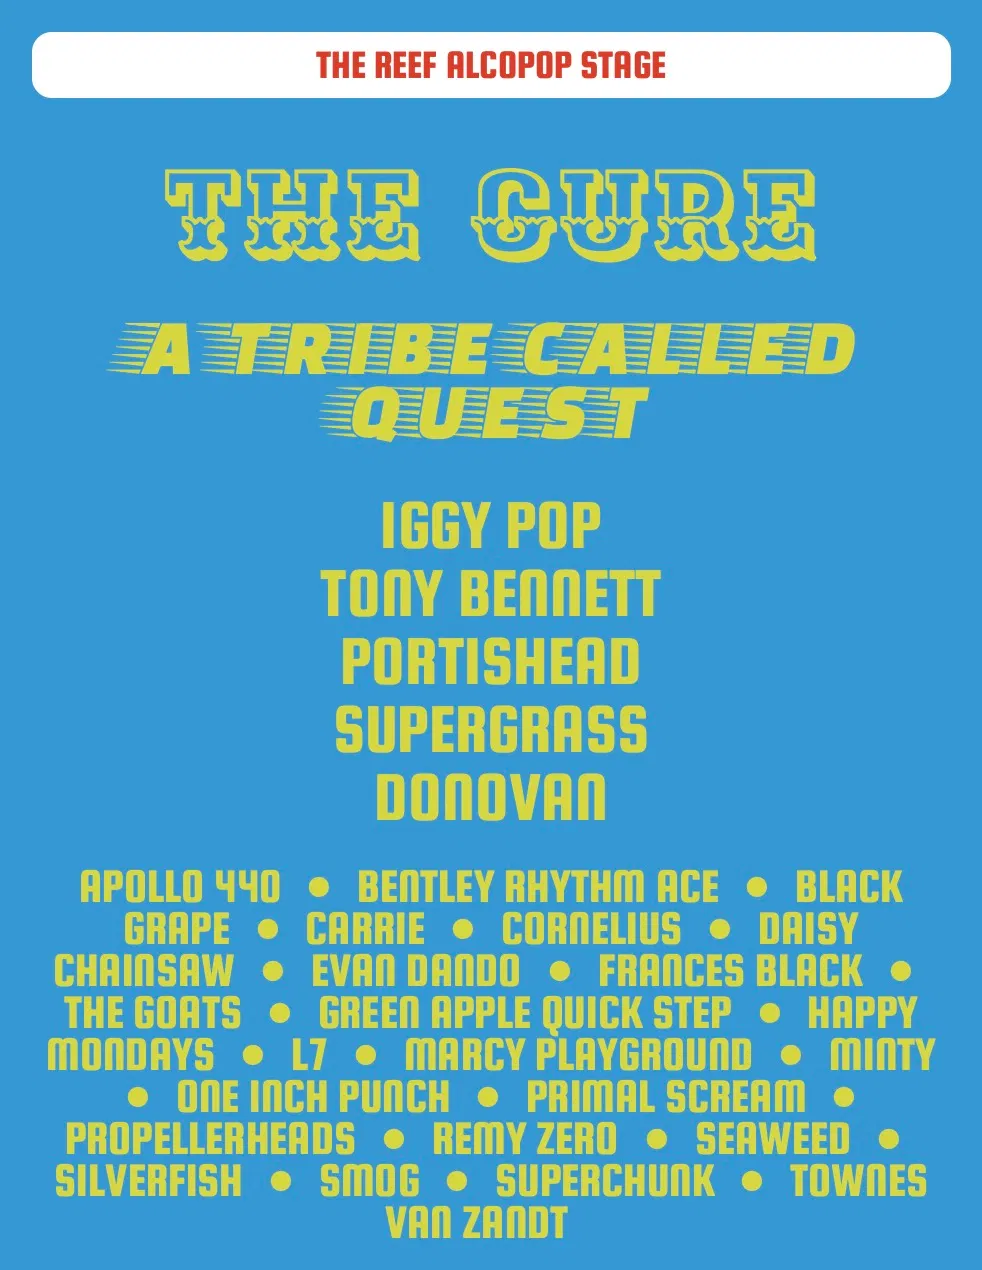 THE REEF ALCOPOP STAGE
THE CURE
A TRIBE CALLED
QUEST
IGGY POP
TONY BENNETT
PORTISHEAD
SUPERGRASS
DONOVAN
APOLLO 440 • BENTLEY RHYTHM ACE • BLACK
GRAPE • CARRIE • CORNELIUS • DAISY
CHAINSAW • EVAN DANDO • FRANCES BLACK •
THE GOATS • GREEN APPLE QUICK STEP • HAPPY
MONDAYS • L7 • MARCY PLAYGROUND • MINTY
• ONE INCH PUNCH • PRIMAL SCREAM •
PROPELLERHEADS • REMY ZERO • SEAWEED •
SILVERFISH • SMOG • SUPERCHUNK • TOWNES
VAN ZANDT